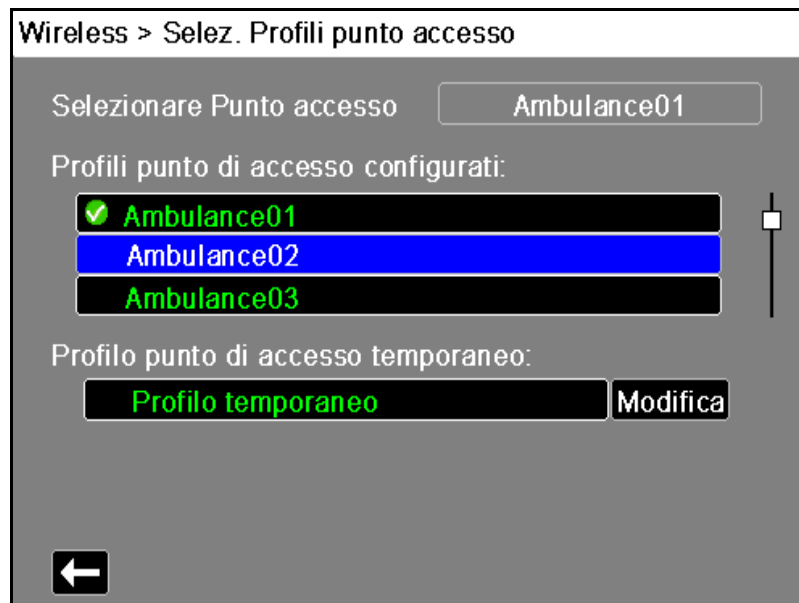 Wireless > Selez. Profili punto accesso
Selezionare Punto accesso Ambulance01
Profili punto di accesso configurati:
Ambulance01
Ambulance02
Ambulance03
Profilo punto di accesso temporaneo:
Profilo temporaneo Modifica